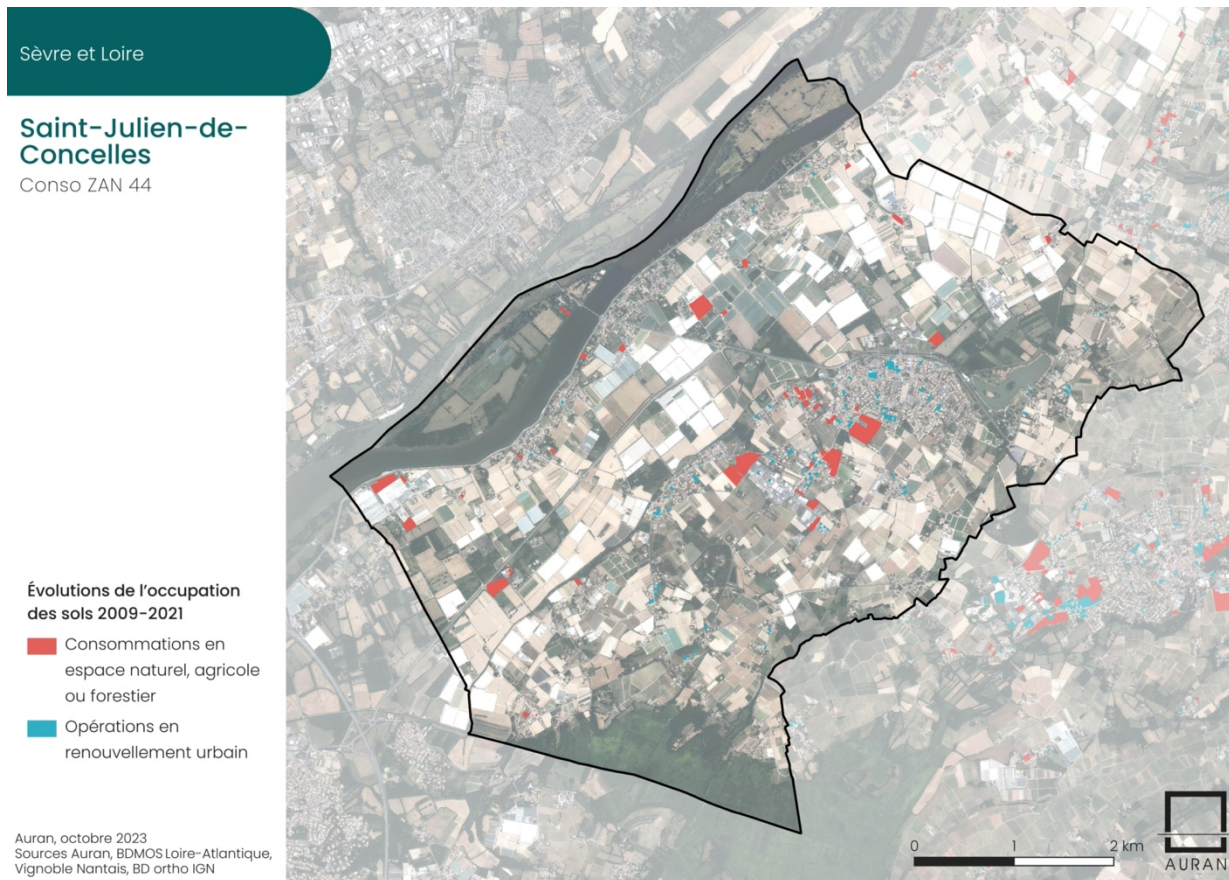 Sèvre et Loire
Saint-Julien-de-
Concelles
Conso ZAN 44
Évolutions de l’occupation
des sols 2009-2021
Consommations en
espace naturel, agricole
ou forestier
Opérations en
renouvellement urbain
Auran, octobre 2023
Sources Auran, BDMOS Loire-Atlantique,
Vignoble Nantais, BD ortho IGN
0 1 2 km
AURAN